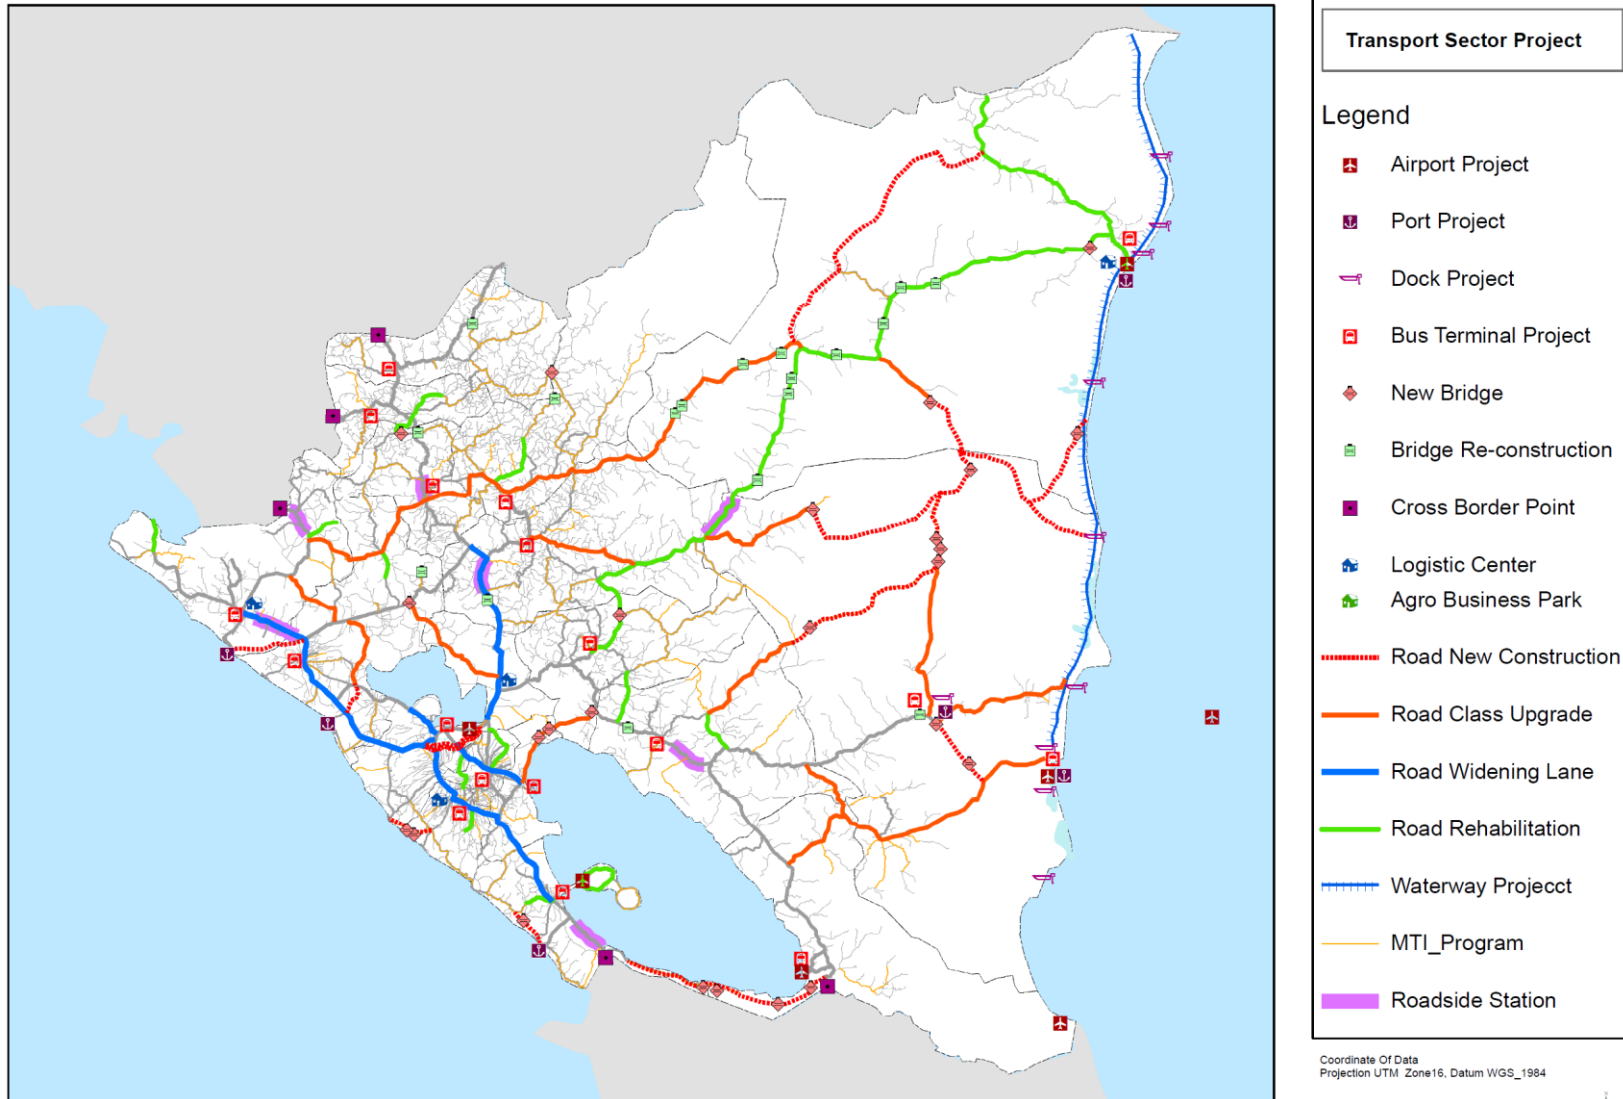 Transport Sector Project
Legend
Airport Project
Port Project
Dock Project
Bus Terminal Project
New Bridge
Bridge Re-construction
Cross Border Point
Logistic Center
Agro Business Park
Road New Construction
Road Class Upgrade
Road Widening Lane
Road Rehabilitation
Waterway Projecct
MTI_Program
Roadside Station
Coordinate Of Data
Projection UTM Zone16, Datum WGS_1984